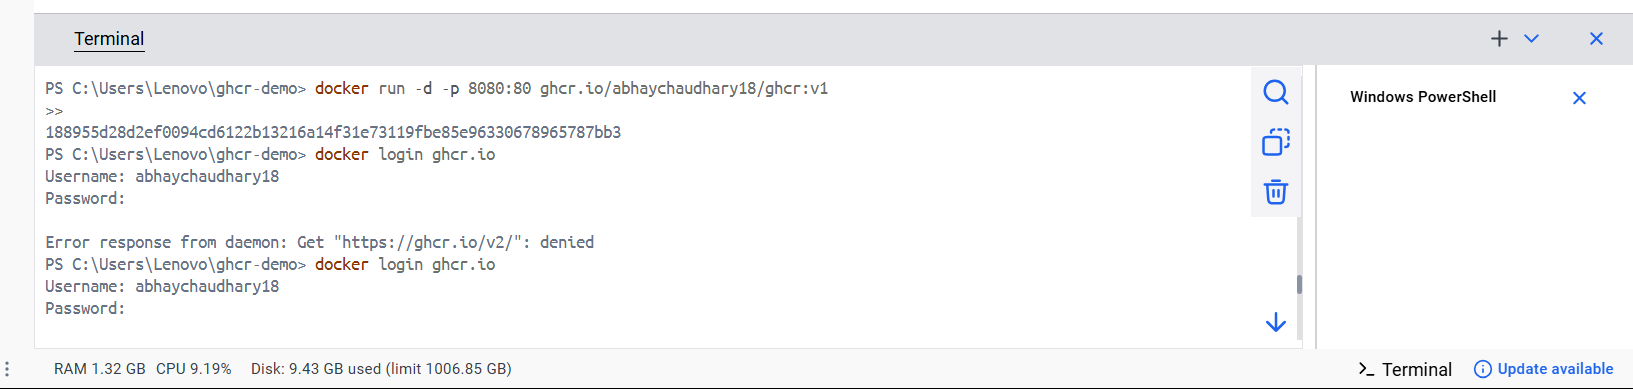 Terminal
PS C:\Users\Lenovo\ghcr-demo> docker run -d -p 8080:80 ghcr.io/abhaychaudhary18/ghcr:v1
>>
188955d28d2ef0094cd6122b13216a14f31e73119fbe85e96330678965787bb3
PS C:\Users\Lenovo\ghcr-demo> docker login ghcr.io
Username: abhaychaudhary18
Password:
Error response from daemon: Get "https://ghcr.io/v2/": denied
PS C:\Users\Lenovo\ghcr-demo> docker login ghcr.io
Username: abhaychaudhary18
Password:
Windows PowerShell
RAM 1.32 GB CPU 9.19% Disk: 9.43 GB used (limit 1006.85 GB)
Terminal
Update available